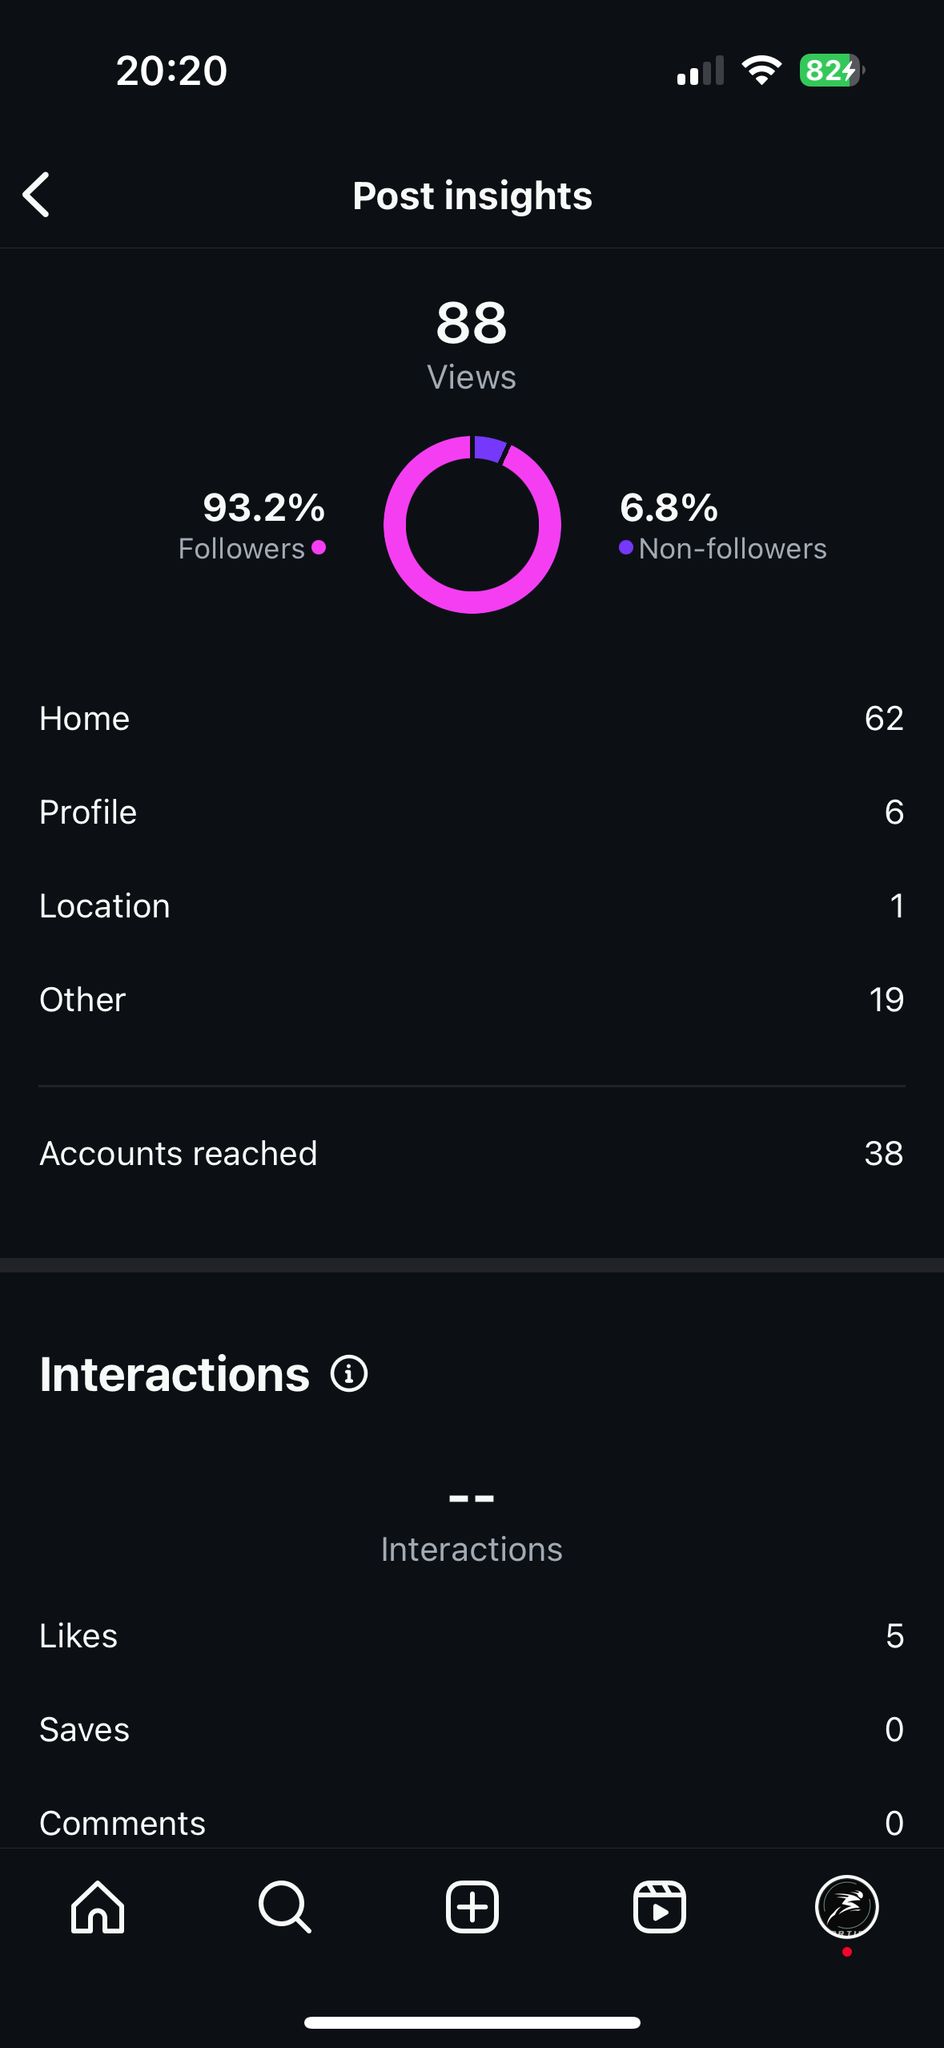 20:20
82
Post insights
88
Views
93.2%
Followers
6.8%
Non-followers
Home 62
Profile 6
Location 1
Other 19
Accounts reached 38
Interactions
--
Interactions
Likes 5
Saves 0
Comments 0